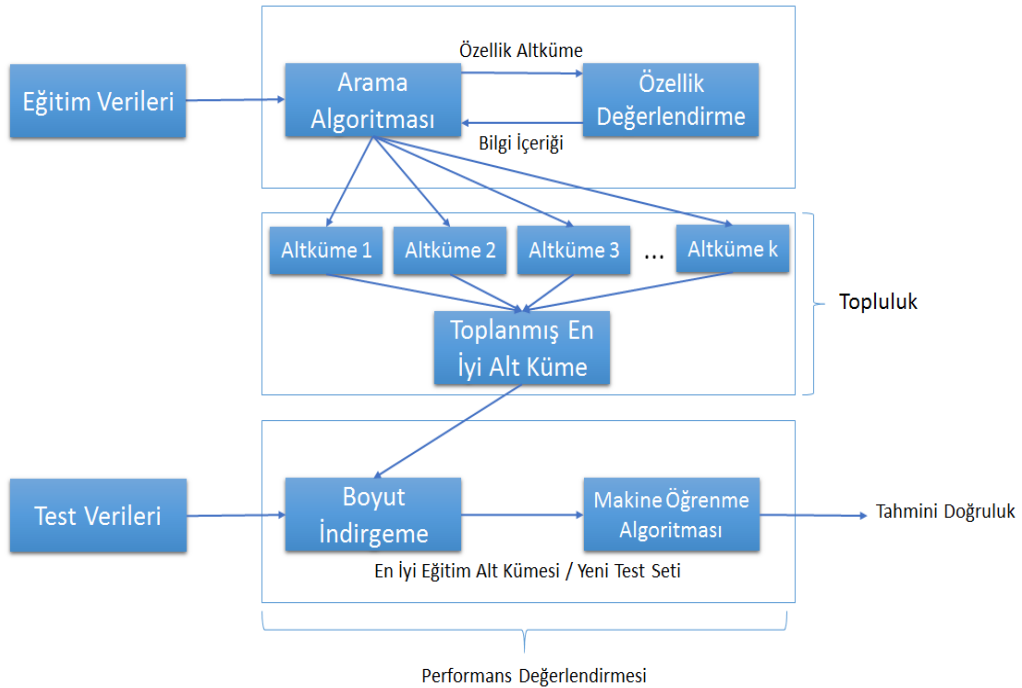 Özellik Altküme
Eğitim Verileri
Arama
Algoritması
Özellik
Değerlendirme
Bilgi İçeriği
Altküme 1
Altküme 2
Altküme 3
...
Altküme k
Topluluk
Toplanmış En
İyi Alt Küme
Test Verileri
Boyut
İndirgeme
Makine Öğrenme
Algoritması
Tahmini Doğruluk
En İyi Eğitim Alt Kümesi / Yeni Test Seti
Performans Değerlendirmesi